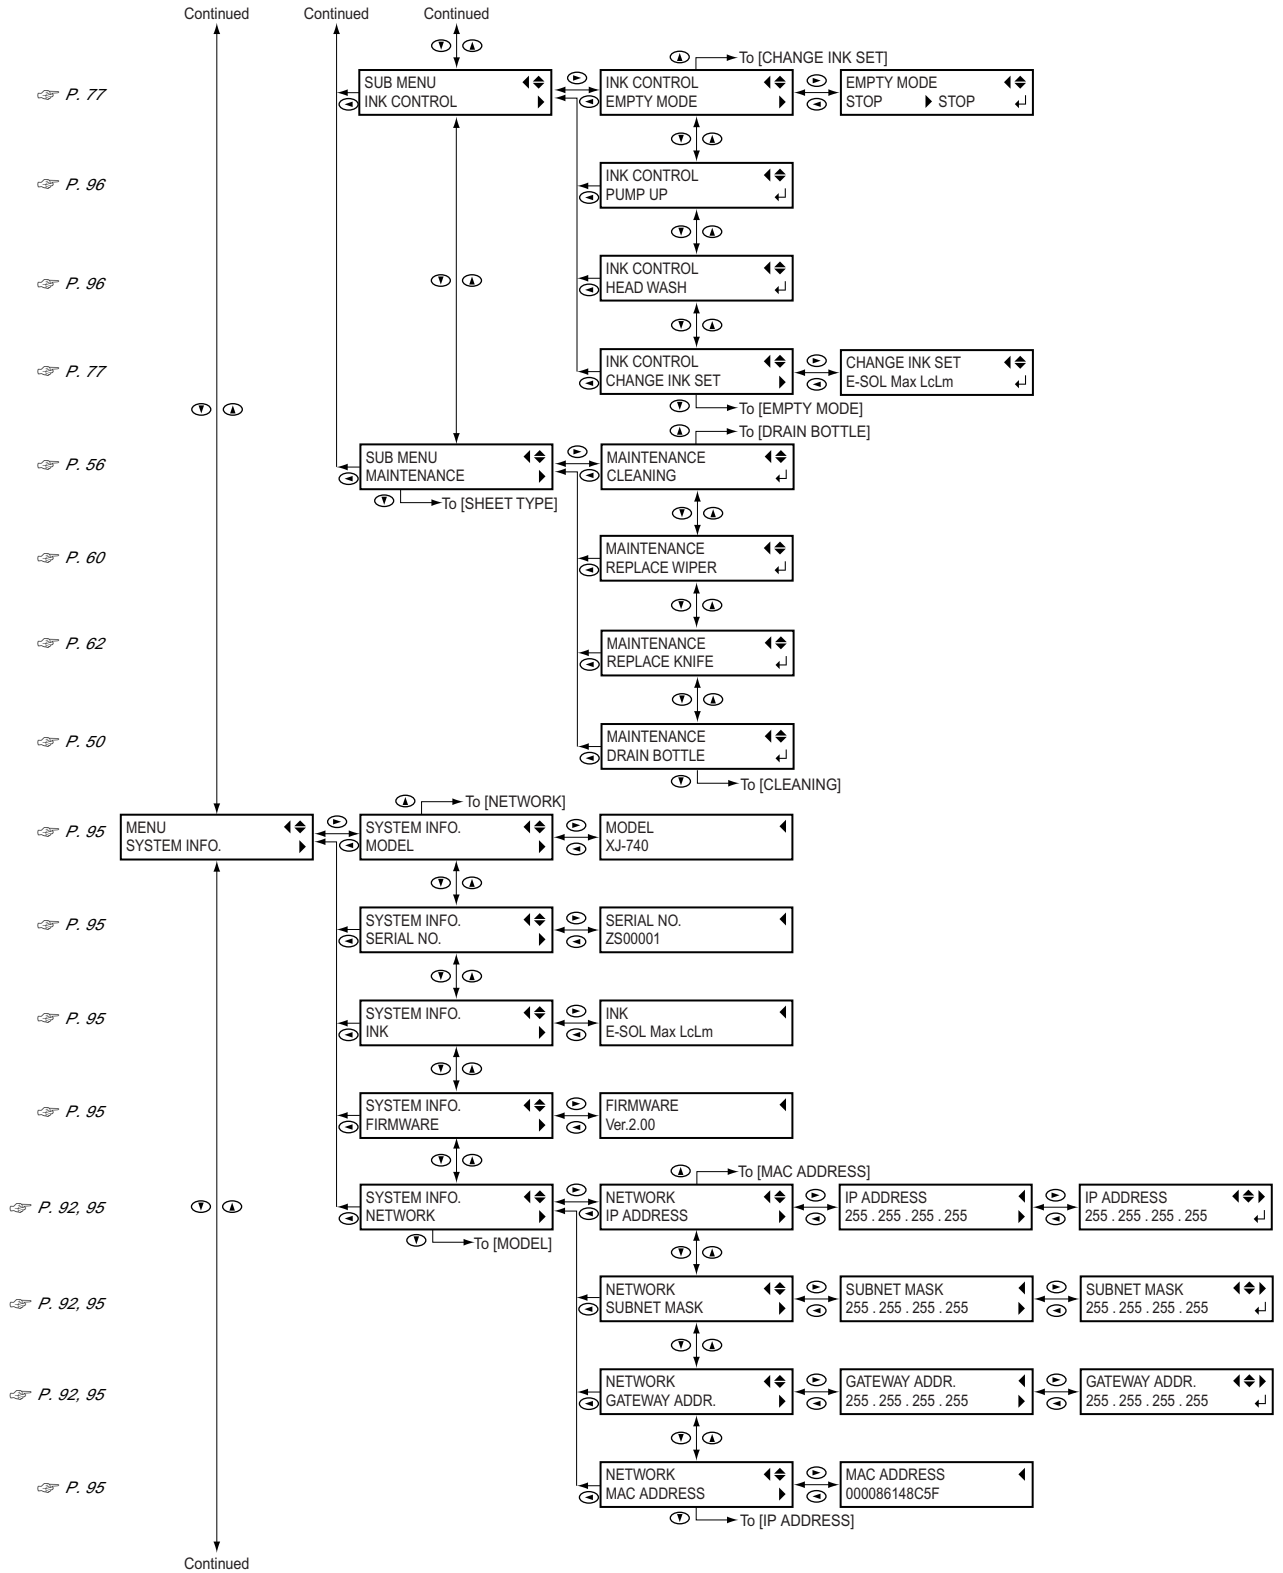 Continued
Continued
Continued
To [CHANGE INK SET]
☞ P. 77
SUB MENU
INK CONTROL
INK CONTROL
EMPTY MODE
EMPTY MODE
STOP STOP
☞ P. 96
INK CONTROL
PUMP UP
☞ P. 96
INK CONTROL
HEAD WASH
☞ P. 77
INK CONTROL
CHANGE INK SET
CHANGE INK SET
E-SOL Max LcLm
To [EMPTY MODE]
To [DRAIN BOTTLE]
☞ P. 56
SUB MENU
MAINTENANCE
MAINTENANCE
CLEANING
To [SHEET TYPE]
☞ P. 60
MAINTENANCE
REPLACE WIPER
☞ P. 62
MAINTENANCE
REPLACE KNIFE
☞ P. 50
MAINTENANCE
DRAIN BOTTLE
To [CLEANING]
To [NETWORK]
☞ P. 95
MENU
SYSTEM INFO.
SYSTEM INFO.
MODEL
MODEL
XJ-740
☞ P. 95
SYSTEM INFO.
SERIAL NO.
SERIAL NO.
ZS00001
☞ P. 95
SYSTEM INFO.
INK
INK
E-SOL Max LcLm
☞ P. 95
SYSTEM INFO.
FIRMWARE
FIRMWARE
Ver.2.00
To [MAC ADDRESS]
☞ P. 92, 95
SYSTEM INFO.
NETWORK
NETWORK
IP ADDRESS
IP ADDRESS
255 . 255 . 255 . 255
IP ADDRESS
255 . 255 . 255 . 255
To [MODEL]
☞ P. 92, 95
NETWORK
SUBNET MASK
SUBNET MASK
255 . 255 . 255 . 255
SUBNET MASK
255 . 255 . 255 . 255
☞ P. 92, 95
NETWORK
GATEWAY ADDR.
GATEWAY ADDR.
255 . 255 . 255 . 255
GATEWAY ADDR.
255 . 255 . 255 . 255
☞ P. 95
NETWORK
MAC ADDRESS
MAC ADDRESS
000086148C5F
To [IP ADDRESS]
Continued